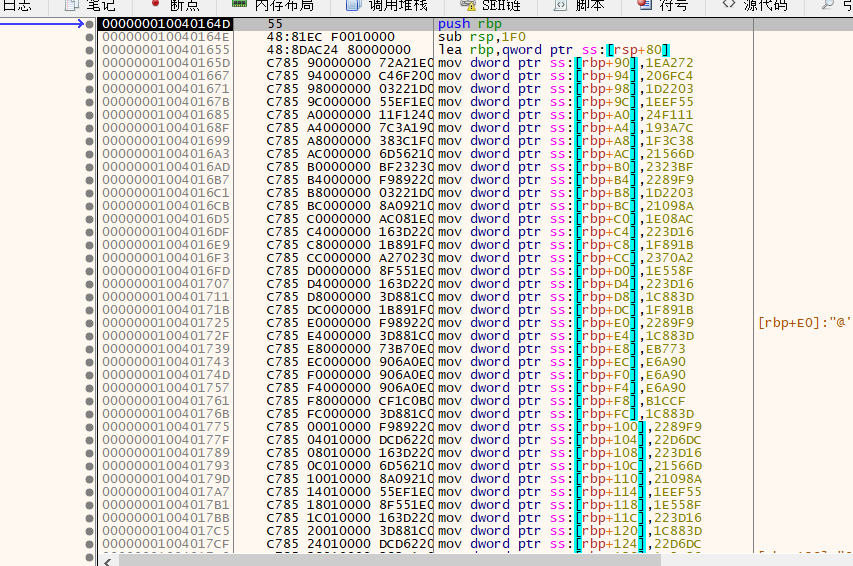 日志 笔记 断点 内存布局 调用堆栈 SEH链 脚本 符号 源代码
000000010040164D 55 push rbp
000000010040164E 48:81EC F0010000 sub rsp,1F0
0000000100401655 48:8DAC24 80000000 lea rbp,qword ptr ss:[rsp+80]
000000010040165D C785 90000000 72A21E0 mov dword ptr ss:[rbp+90],1EA272
0000000100401667 C785 94000000 C46F200 mov dword ptr ss:[rbp+94],206FC4
0000000100401671 C785 98000000 03221D0 mov dword ptr ss:[rbp+98],1D2203
000000010040167B C785 9C000000 55EF1E0 mov dword ptr ss:[rbp+9C],1EEF55
0000000100401685 C785 A0000000 11F1240 mov dword ptr ss:[rbp+A0],24F111
000000010040168F C785 A4000000 7C3A190 mov dword ptr ss:[rbp+A4],193A7C
0000000100401699 C785 A8000000 383C1F0 mov dword ptr ss:[rbp+A8],1F3C38
00000001004016A3 C785 AC000000 6D56210 mov dword ptr ss:[rbp+AC],21566D
00000001004016AD C785 B0000000 BF23230 mov dword ptr ss:[rbp+B0],2323BF
00000001004016B7 C785 B4000000 F989220 mov dword ptr ss:[rbp+B4],2289F9
00000001004016C1 C785 B8000000 03221D0 mov dword ptr ss:[rbp+B8],1D2203
00000001004016CB C785 BC000000 8A09210 mov dword ptr ss:[rbp+BC],21098A
00000001004016D5 C785 C0000000 AC081E0 mov dword ptr ss:[rbp+C0],1E08AC
00000001004016DF C785 C4000000 163D220 mov dword ptr ss:[rbp+C4],223D16
00000001004016E9 C785 C8000000 1B891F0 mov dword ptr ss:[rbp+C8],1F891B
00000001004016F3 C785 CC000000 A270230 mov dword ptr ss:[rbp+CC],2370A2
00000001004016FD C785 D0000000 8F551E0 mov dword ptr ss:[rbp+D0],1E558F
0000000100401707 C785 D4000000 163D220 mov dword ptr ss:[rbp+D4],223D16
0000000100401711 C785 D8000000 3D881C0 mov dword ptr ss:[rbp+D8],1C883D
000000010040171B C785 DC000000 1B891F0 mov dword ptr ss:[rbp+DC],1F891B
0000000100401725 C785 E0000000 F989220 mov dword ptr ss:[rbp+E0],2289F9 [rbp+E0]:"@'
000000010040172F C785 E4000000 3D881C0 mov dword ptr ss:[rbp+E4],1C883D
0000000100401739 C785 E8000000 73B70E0 mov dword ptr ss:[rbp+E8],EB773
0000000100401743 C785 EC000000 906A0E0 mov dword ptr ss:[rbp+EC],E6A90
000000010040174D C785 F0000000 906A0E0 mov dword ptr ss:[rbp+F0],E6A90
0000000100401757 C785 F4000000 906A0E0 mov dword ptr ss:[rbp+F4],E6A90
0000000100401761 C785 F8000000 CF1C0B0 mov dword ptr ss:[rbp+F8],B1CCF
000000010040176B C785 FC000000 3D881C0 mov dword ptr ss:[rbp+FC],1C883D
0000000100401775 C785 00010000 F989220 mov dword ptr ss:[rbp+100],2289F9
000000010040177F C785 04010000 DCD6220 mov dword ptr ss:[rbp+104],22D6DC
0000000100401789 C785 08010000 163D220 mov dword ptr ss:[rbp+108],223D16
0000000100401793 C785 0C010000 6D56210 mov dword ptr ss:[rbp+10C],21566D
000000010040179D C785 10010000 8A09210 mov dword ptr ss:[rbp+110],21098A
00000001004017A7 C785 14010000 55EF1E0 mov dword ptr ss:[rbp+114],1EEF55
00000001004017B1 C785 18010000 8F551E0 mov dword ptr ss:[rbp+118],1E558F
00000001004017BB C785 1C010000 163D220 mov dword ptr ss:[rbp+11C],223D16
00000001004017C5 C785 20010000 3D881C0 mov dword ptr ss:[rbp+120],1C883D
00000001004017CF C785 24010000 DCD6220 mov dword ptr ss:[rbp+124],22D6DC